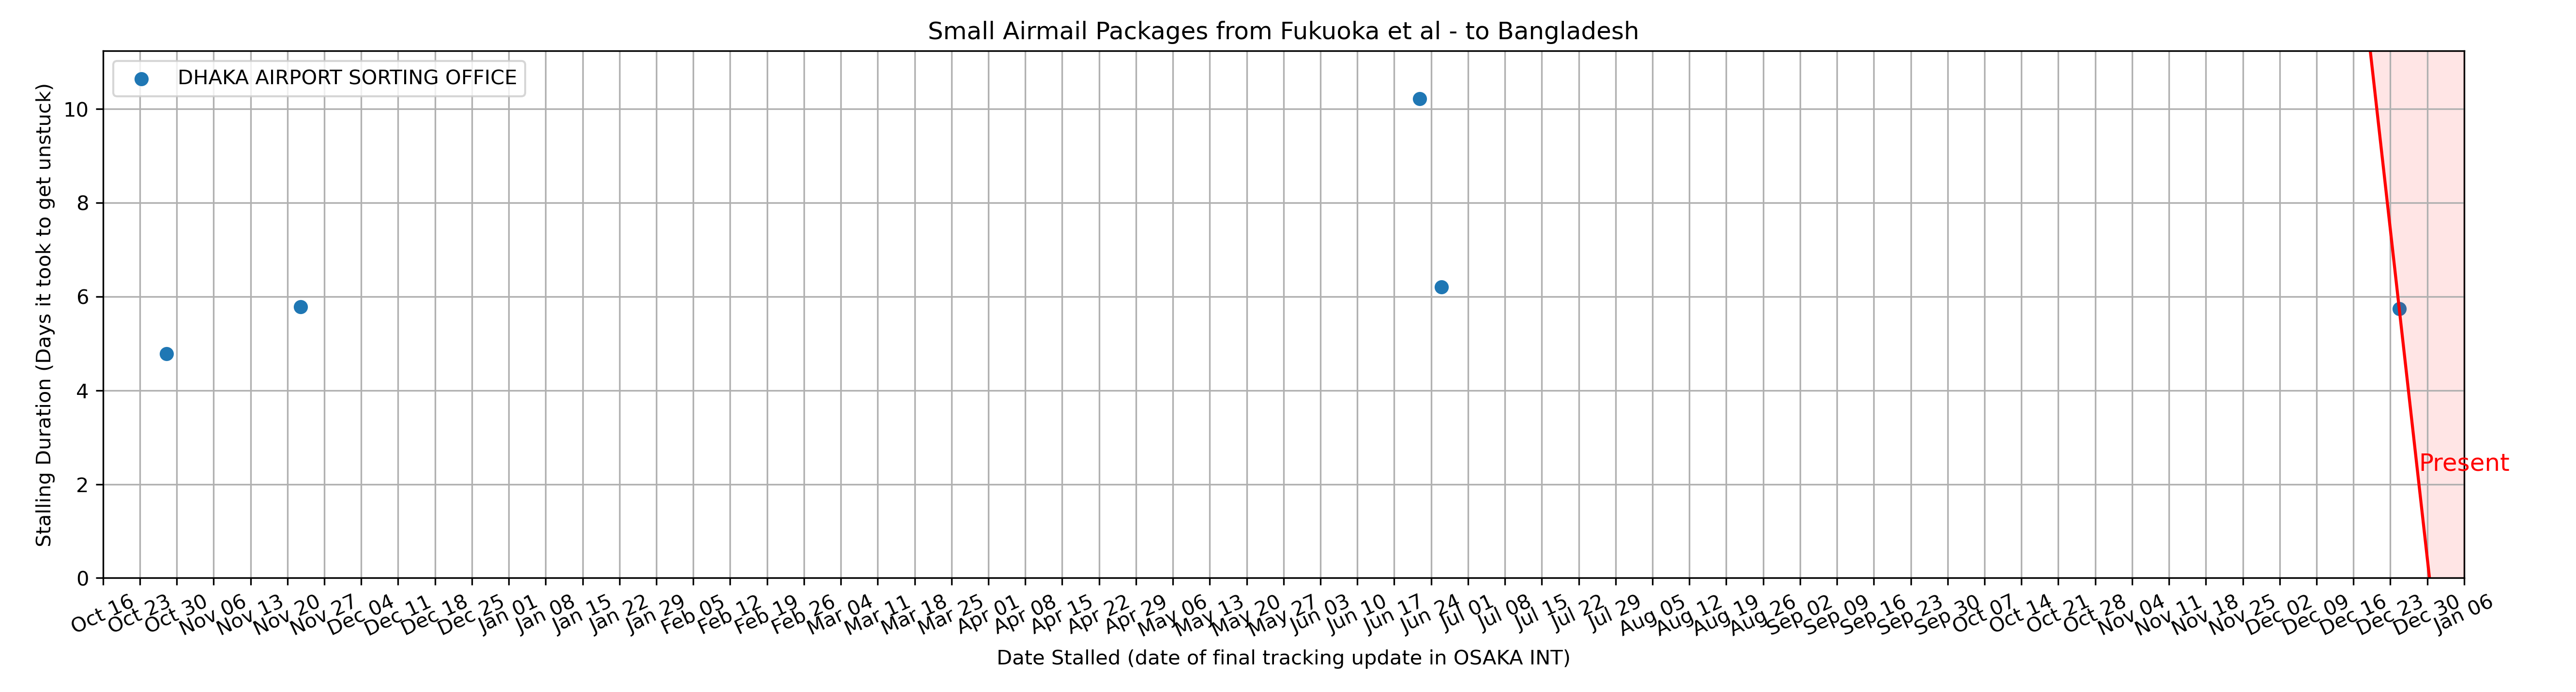 Small Airmail Packages from Fukuoka et al - to Bangladesh
DHAKA AIRPORT SORTING OFFICE
Stalling Duration (Days it took to get unstuck)
10
8
6
4
2
0
Present
Oct 16 Oct 23 Oct 30 Nov 06 Nov 13 Nov 20 Nov 27 Dec 04 Dec 11 Dec 18 Dec 25 Jan 01 Jan 08 Jan 15 Jan 22 Jan 29 Feb 05 Feb 12 Feb 19 Feb 26 Mar 04 Mar 11 Mar 18 Mar 25 Apr 01 Apr 08 Apr 15 Apr 22 Apr 29 May 06 May 13 May 20 May 27 Jun 03 Jun 10 Jun 17 Jun 24 Jul 01 Jul 08 Jul 15 Jul 22 Jul 29 Aug 05 Aug 12 Aug 19 Aug 26 Sep 02 Sep 09 Sep 16 Sep 23 Sep 30 Oct 07 Oct 14 Oct 21 Oct 28 Nov 04 Nov 11 Nov 18 Nov 25 Dec 02 Dec 09 Dec 16 Dec 23 Dec 30 Jan 06
Date Stalled (date of final tracking update in OSAKA INT)